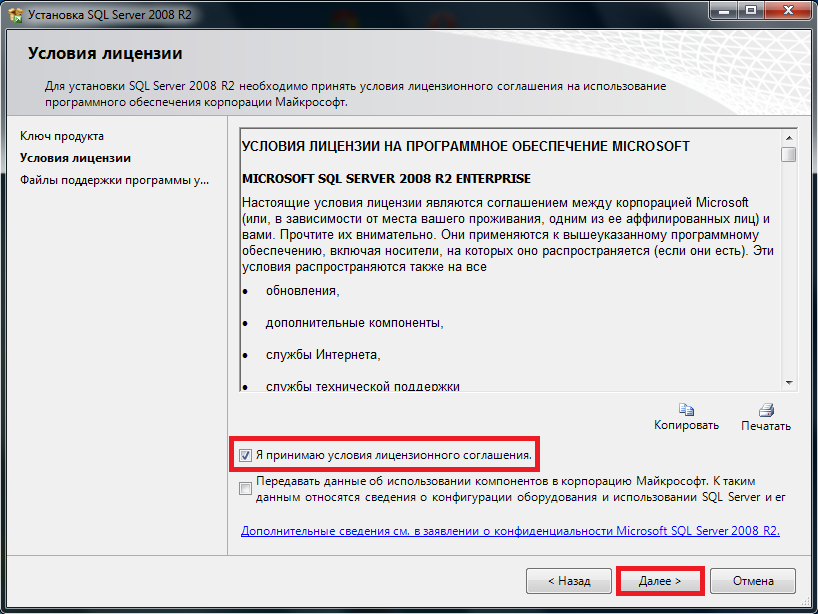 Установка SQL Server 2008 R2
Условия лицензии
Для установки SQL Server 2008 R2 необходимо принять условия лицензионного соглашения на использование
программного обеспечения корпорации Майкрософт.
Ключ продукта
Условия лицензии
Файлы поддержки программы у...
УСЛОВИЯ ЛИЦЕНЗИИ НА ПРОГРАММНОЕ ОБЕСПЕЧЕНИЕ MICROSOFT
MICROSOFT SQL SERVER 2008 R2 ENTERPRISE
Настоящие условия лицензии являются соглашением между корпорацией Microsoft
(или, в зависимости от места вашего проживания, одним из ее аффилированных лиц) и
вами. Прочтите их внимательно. Они применяются к вышеуказанному программному
обеспечению, включая носители, на которых оно распространяется (если они есть). Эти
условия распространяются также на все
• обновления,
• дополнительные компоненты,
• службы Интернета,
• службы технической поддержки
Копировать
Печатать
Я принимаю условия лицензионного соглашения.
Передавать данные об использовании компонентов в корпорацию Майкрософт. К таким
данным относятся сведения о конфигурации оборудования и использовании SQL Server и ег
Дополнительные сведения см. в заявлении о конфиденциальности Microsoft SQL Server 2008 R2.
< Назад
Далее >
Отмена